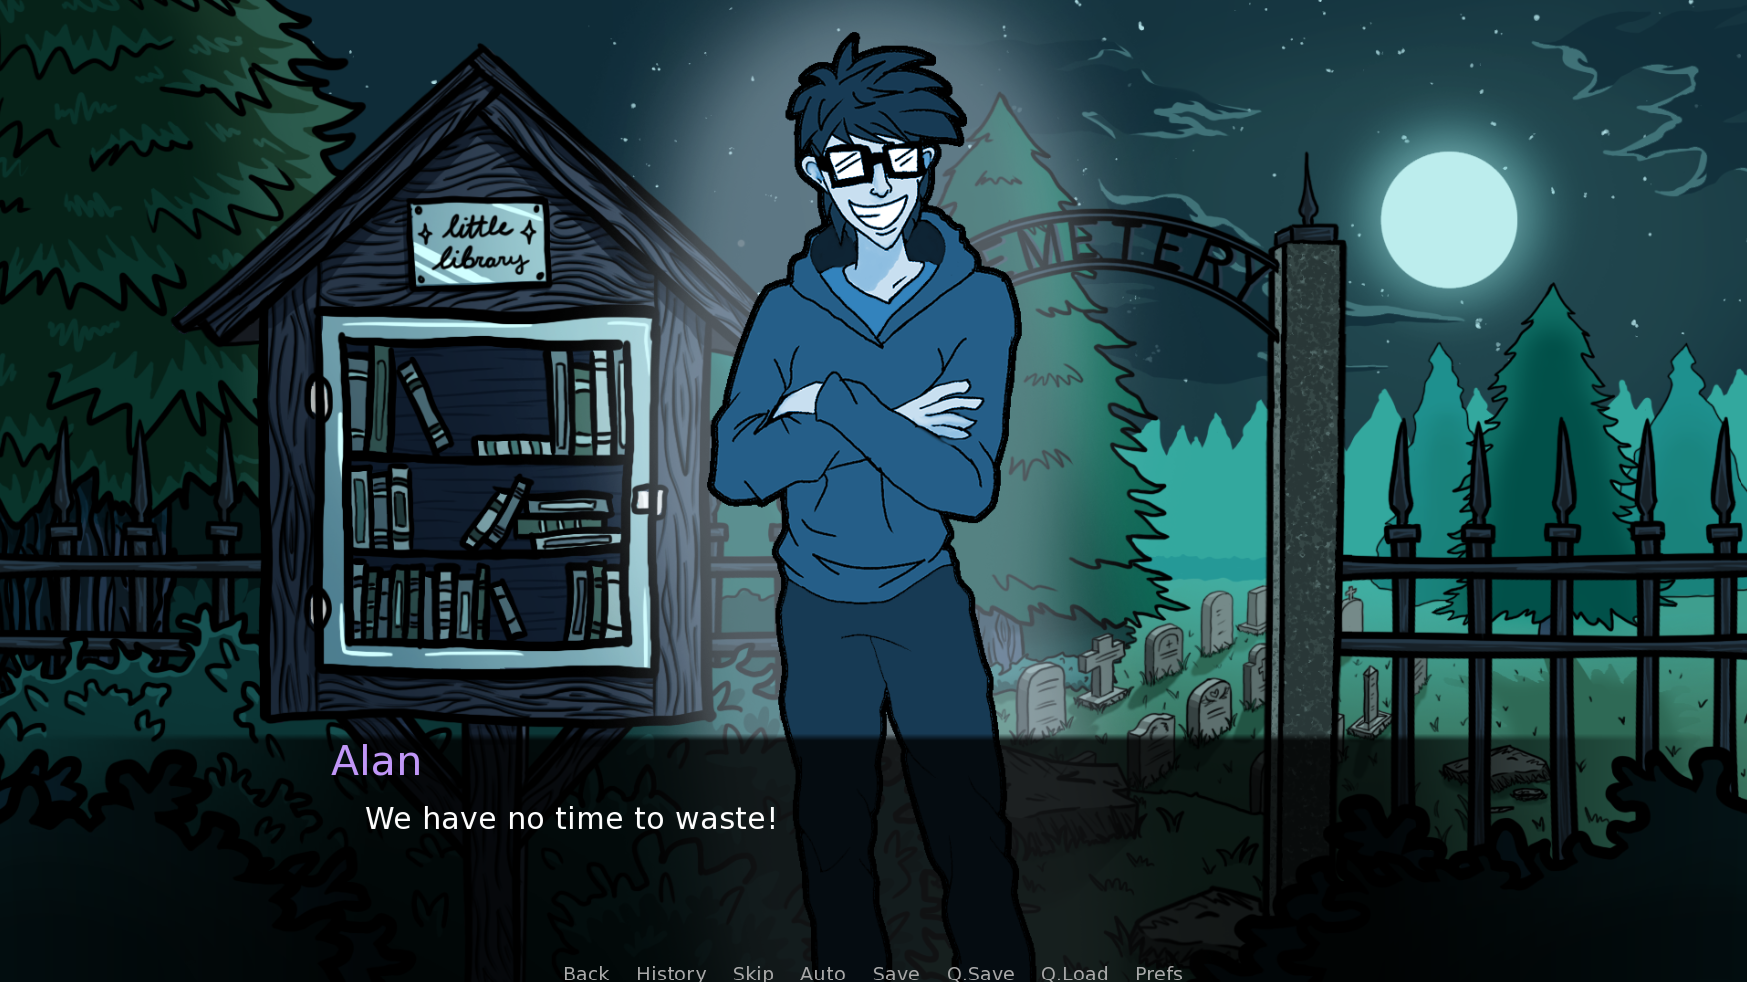 little
library
EMETERY
Alan
We have no time to waste!
Back History Skip Auto Save Q.Save Q.Load Prefs